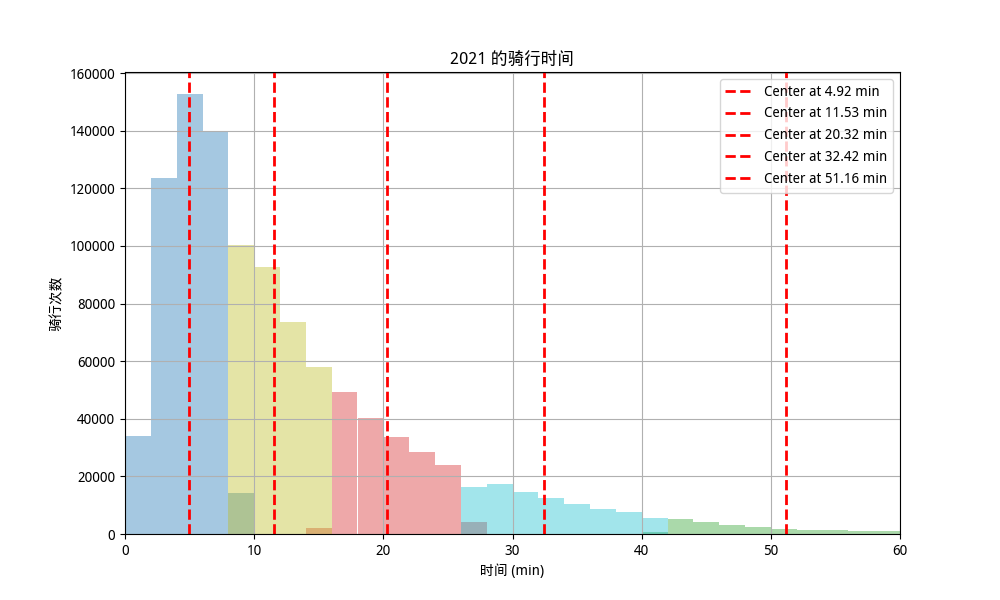 2021 的骑行时间
160000
140000
120000
100000
80000
60000
40000
20000
0
骑行次数
0 10 20 30 40 50 60
时间 (min)
Center at 4.92 min
Center at 11.53 min
Center at 20.32 min
Center at 32.42 min
Center at 51.16 min